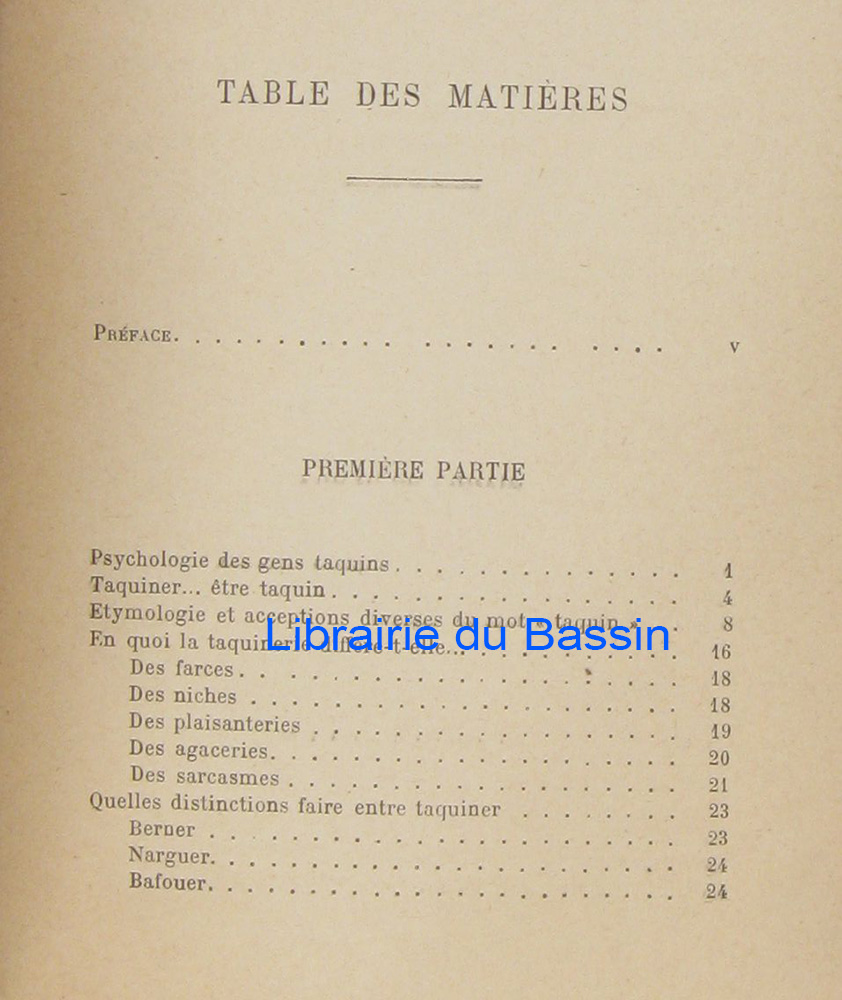 TABLE DES MATIÈRES
PRÉFACE. . . . . . . . . . . . . . . . . . . . . . v
PREMIÈRE PARTIE
Psychologie des gens taquins . . . . . . . . . . . . . . 1
Taquiner... être taquin . . . . . . . . . . . . . . . . . 4
Etymologie et acceptions diverses du mot « taquin » . . 8
En quoi la taquinerie diffère-t-elle... . . . . . . . . . . 16
Librairie du Bassin
Des farces . . . . . . . . . . . . . . . . . . . . . 18
Des niches . . . . . . . . . . . . . . . . . . . . . 18
Des plaisanteries . . . . . . . . . . . . . . . . . . 19
Des agaceries. . . . . . . . . . . . . . . . . . . . 20
Des sarcasmes . . . . . . . . . . . . . . . . . . . 21
Quelles distinctions faire entre taquiner . . . . . . . . 23
Berner . . . . . . . . . . . . . . . . . . . . . . . 23
Narguer. . . . . . . . . . . . . . . . . . . . . . . 24
Bafouer. . . . . . . . . . . . . . . . . . . . . . . 24